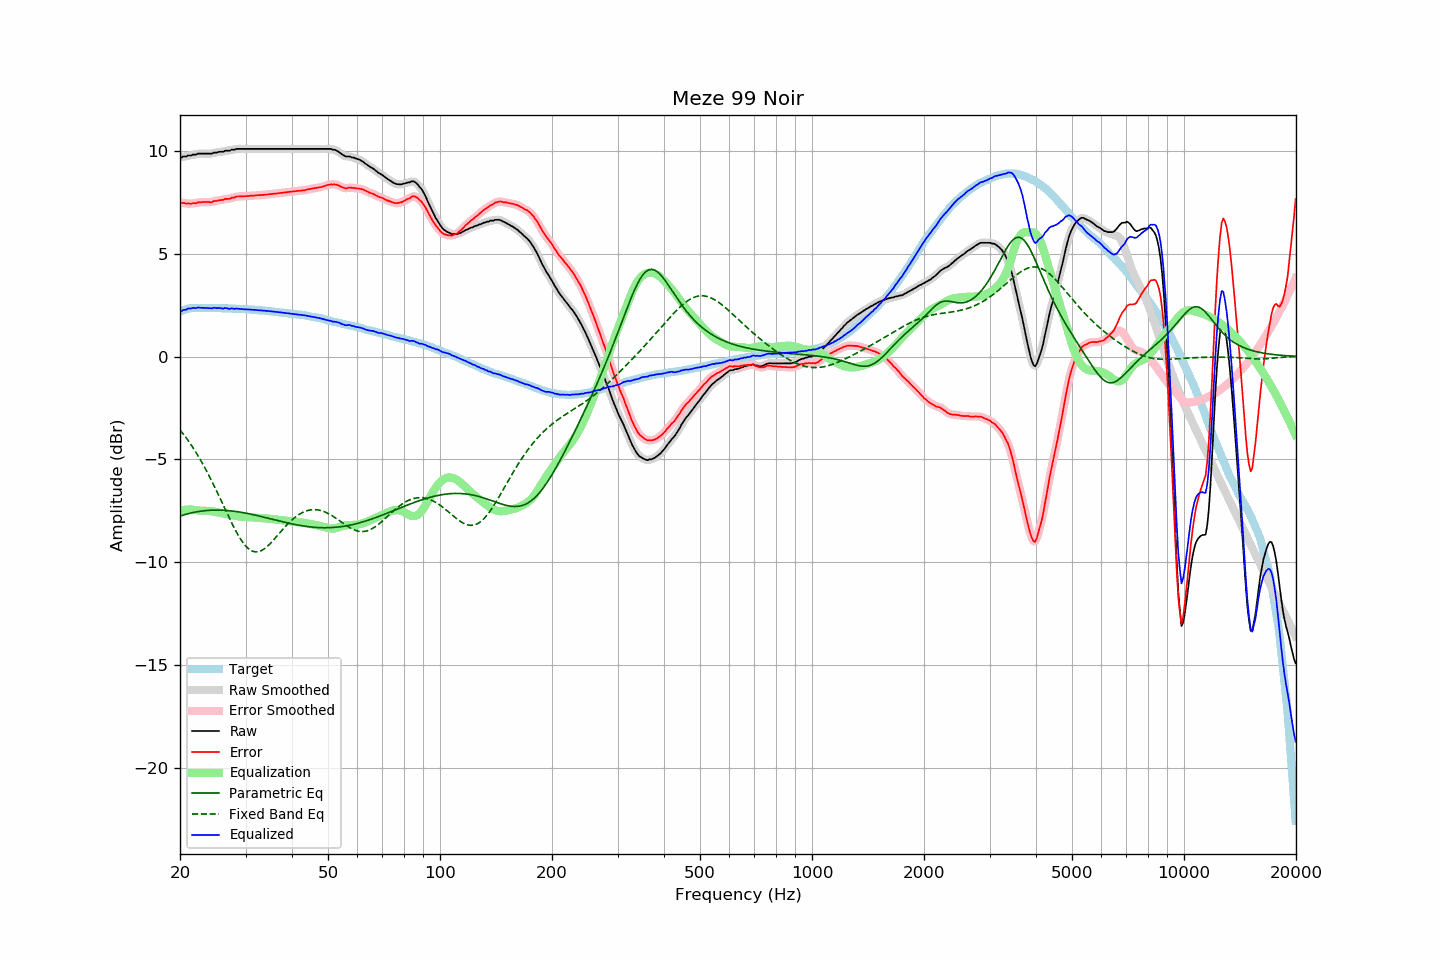 Meze 99 Noir
10
5
0
−5
−10
−15
−20
Amplitude (dBr)
Target
Raw Smoothed
Error Smoothed
Raw
Error
Equalization
Parametric Eq
Fixed Band Eq
Equalized
20 50 100 200 500 1000 2000 5000 10000 20000
Frequency (Hz)